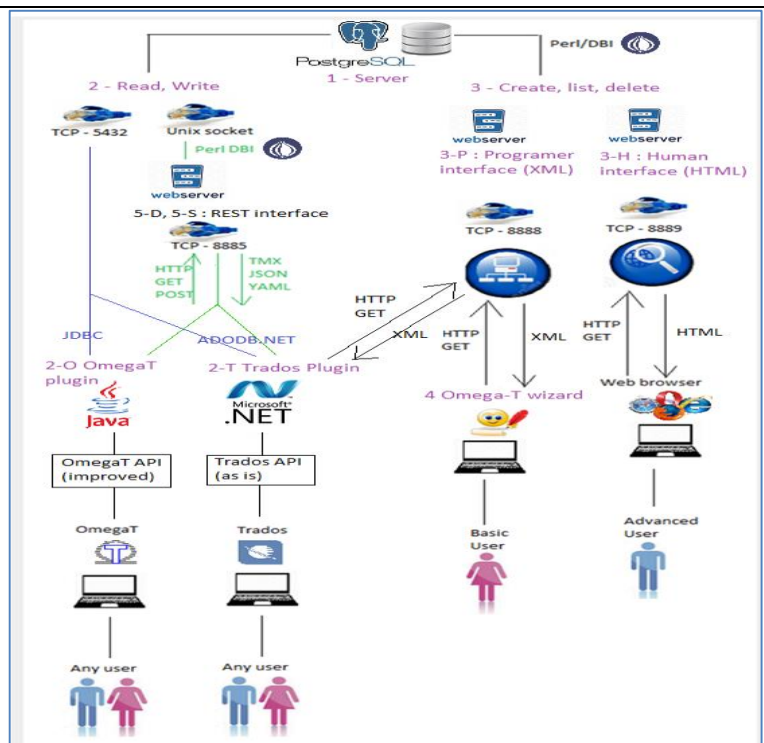 PostgreSQL
Perl/DBI
1 - Server
2 - Read, Write
3 - Create, list, delete
TCP - 5432
Unix socket
Perl DBI
webserver
5-D, 5-S : REST interface
TCP - 8885
HTTP
GET
POST
TMX
JSON
YAML
webserver
3-P : Programer
interface (XML)
webserver
3-H : Human
interface (HTML)
TCP - 8888
TCP - 8889
HTTP
GET
XML
HTTP
GET
XML
HTTP
GET
HTML
JDBC
ADODB.NET
2-O OmegaT
plugin
Java
2-T Trados Plugin
Microsoft
.NET
4 Omega-T wizard
Web browser
OmegaT API
(improved)
Trados API
(as is)
OmegaT
T
Trados
Basic
User
Advanced
User
Any user
Any user